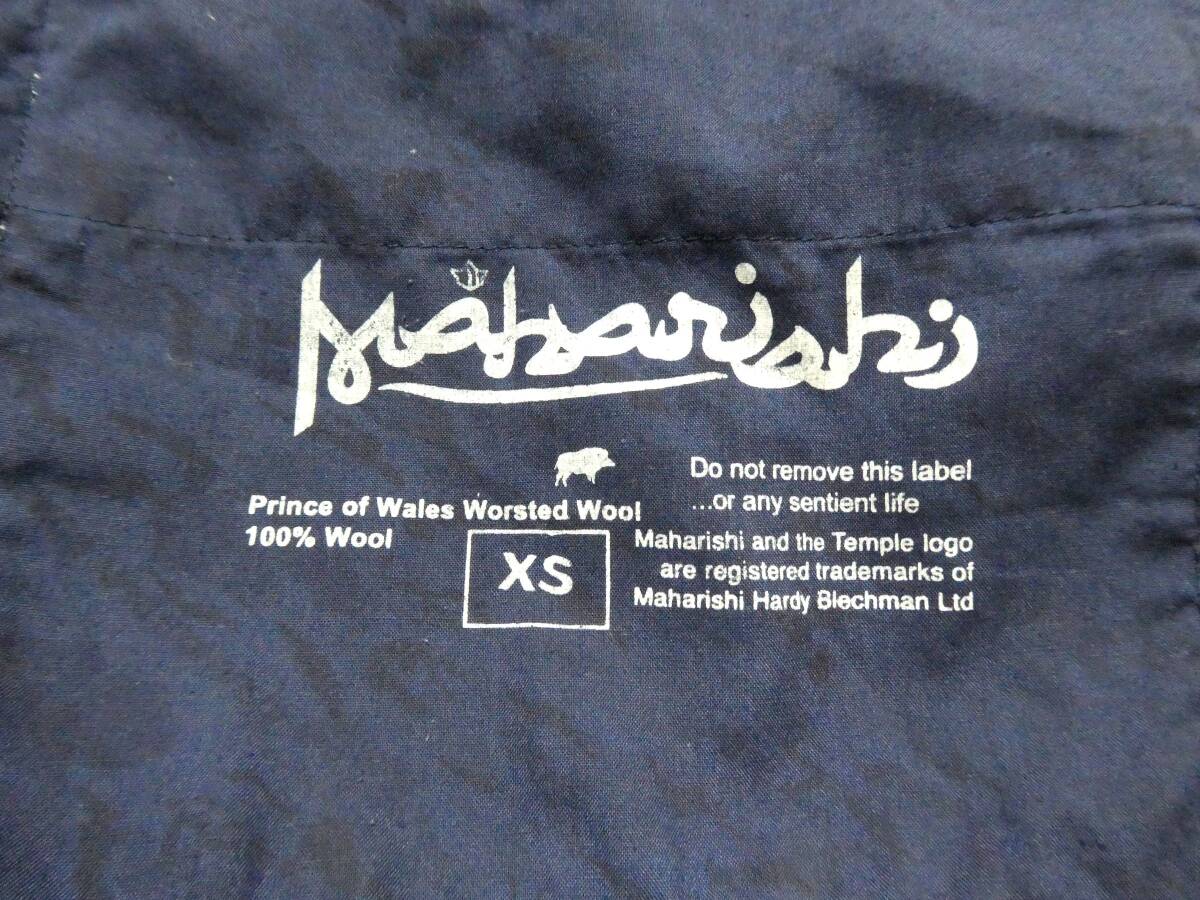 Maharishi
Do not remove this label
...or any sentient life
Prince of Wales Worsted Wool
100% Wool
XS
Maharishi and the Temple logo
are registered trademarks of
Maharishi Hardy Blechman Ltd